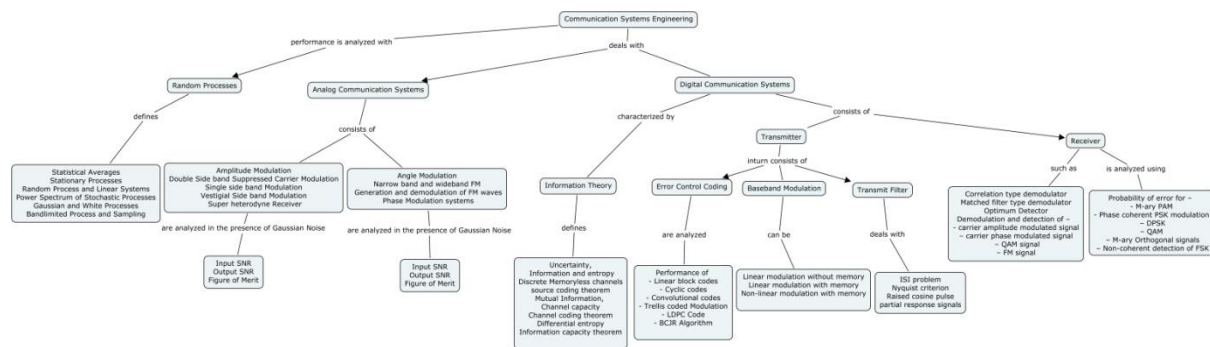 Communication Systems Engineering
performance is analyzed with
deals with
Random Processes
Analog Communication Systems
Digital Communication Systems
defines
consists of
characterized by
consists of
Transmitter
Receiver
Statistical Averages
Stationary Processes
Random Process and Linear Systems
Power Spectrum of Stochastic Processes
Gaussian and White Processes
Bandlimited Process and Sampling
Amplitude Modulation
Double Side band Suppressed Carrier Modulation
Single side band Modulation
Vestigial Side band Modulation
Super heterodyne Receiver
Angle Modulation
Narrow band and wideband FM
Generation and demodulation of FM waves
Phase Modulation systems
Information Theory
inturn consists of
Error Control Coding
Baseband Modulation
Transmit Filter
such as
is analyzed using
Correlation type demodulator
Matched filter type demodulator
Optimum Detector
Demodulation and detection of –
- carrier amplitude modulated signal
– carrier phase modulated signal
– QAM signal
– FM signal
Probability of error for –
- M-ary PAM
- Phase coherent PSK modulation
- DPSK
- QAM
- M-ary Orthogonal signals
- Non-coherent detection of FSK
are analyzed in the presence of Gaussian Noise
are analyzed in the presence of Gaussian Noise
defines
are analyzed
can be
deals with
Input SNR
Output SNR
Figure of Merit
Input SNR
Output SNR
Figure of Merit
Uncertainty,
Information and entropy
Discrete Memoryless channels
source coding theorem
Mutual Information,
Channel capacity
Channel coding theorem
Differential entropy
Information capacity theorem
Performance of
- Linear block codes
- Cyclic codes
- Convolutional codes
- Trellis coded Modulation
- LDPC Code
- BCJR Algorithm
Linear modulation without memory
Linear modulation with memory
Non-linear modulation with memory
ISI problem
Nyquist criterion
Raised cosine pulse
partial response signals